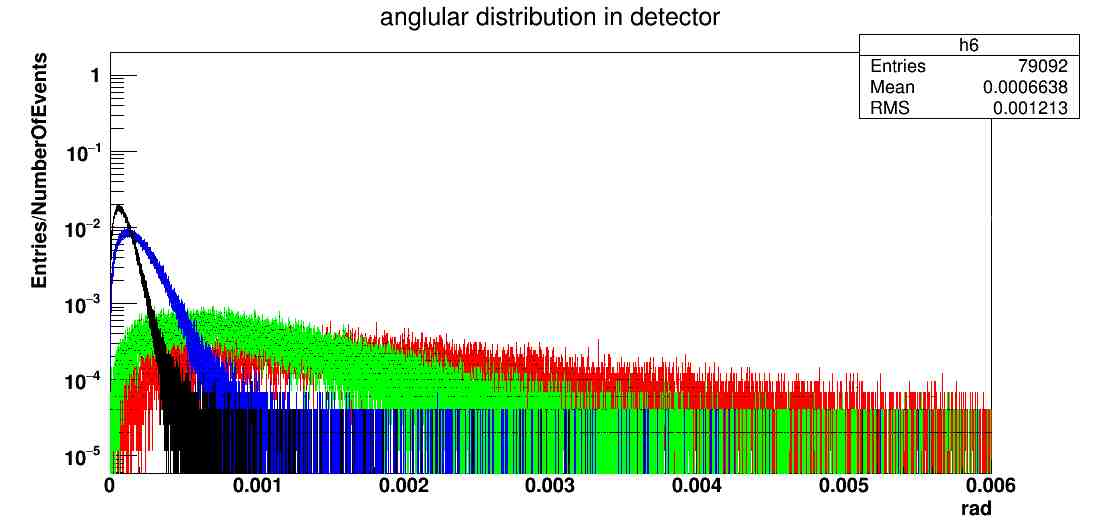 anglular distribution in detector
h6
Entries 79092
Mean 0.0006638
RMS 0.001213
Entries/NumberOfEvents
1
10⁻¹
10⁻²
10⁻³
10⁻⁴
10⁻⁵
0 0.001 0.002 0.003 0.004 0.005 0.006
rad